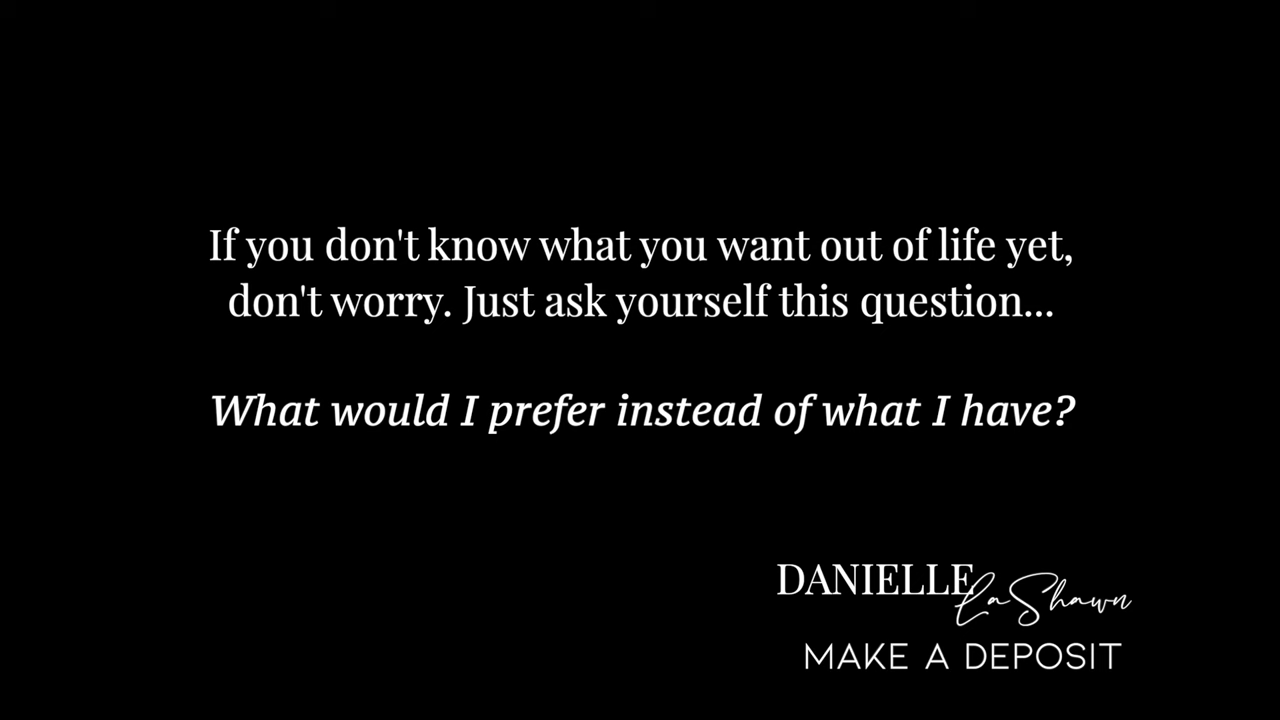 If you don't know what you want out of life yet,
don't worry. Just ask yourself this question...
What would I prefer instead of what I have?
DANIELLE LaShawn
MAKE A DEPOSIT